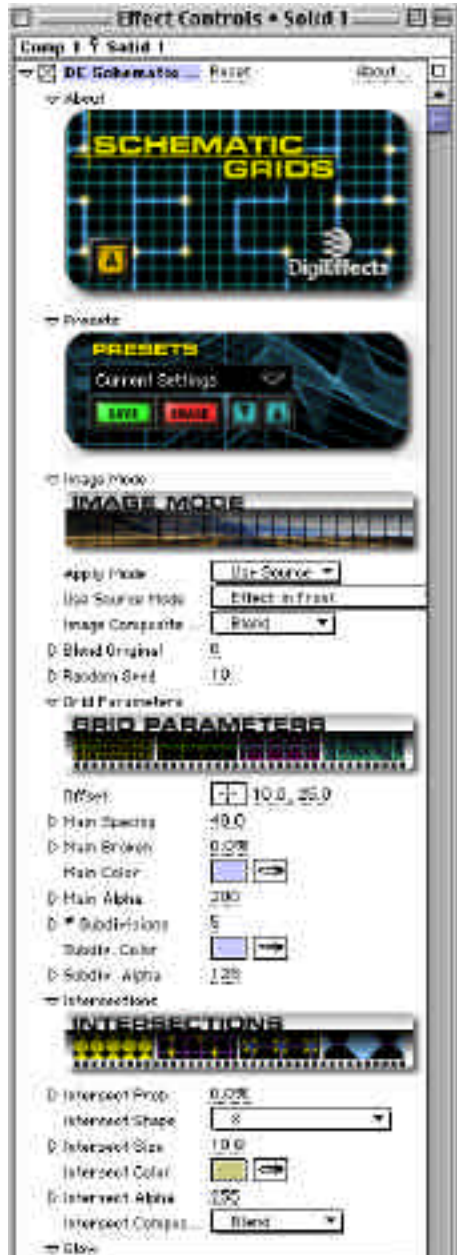 Effect Controls • Solid 1
Comp 1 Solid 1
DE Schematic ... Reset About...
About
SCHEMATIC
GRIDS
DigiEffects
Presets
PRESETS
Current Settings
SAVE ERASE
Image Mode
IMAGE MODE
Apply Mode Use Source
Use Source Mode Effect in Front
Image Composite ... Blend
Blend Original 0
Random Seed 10
Grid Parameters
GRID PARAMETERS
Offset 10.0, 25.0
Main Spacing 40.0
Main Broken 0.0%
Main Color
Main Alpha 200
# Subdivisions 5
Subdiv. Color
Subdiv. Alpha 128
Intersections
INTERSECTIONS
Intersect Prob. 0.0%
Intersect Shape X
Intersect Size 10.0
Intersect Color
Intersect Alpha 255
Intersect Compos... Blend
Glow